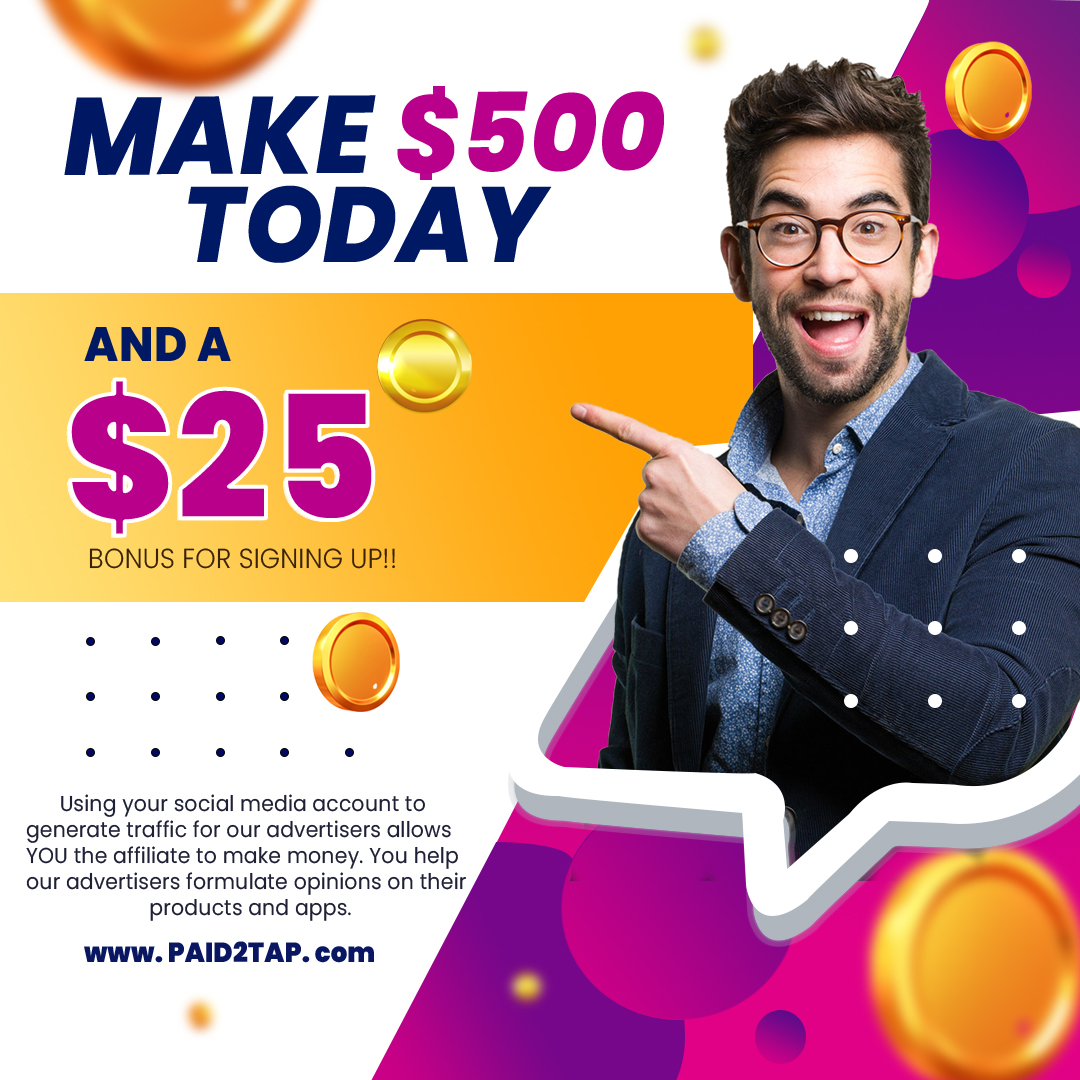 MAKE $500
TODAY
AND A
$25
BONUS FOR SIGNING UP!!
Using your social media account to
generate traffic for our advertisers allows
YOU the affiliate to make money. You help
our advertisers formulate opinions on their
products and apps.
www. PAID2TAP. com